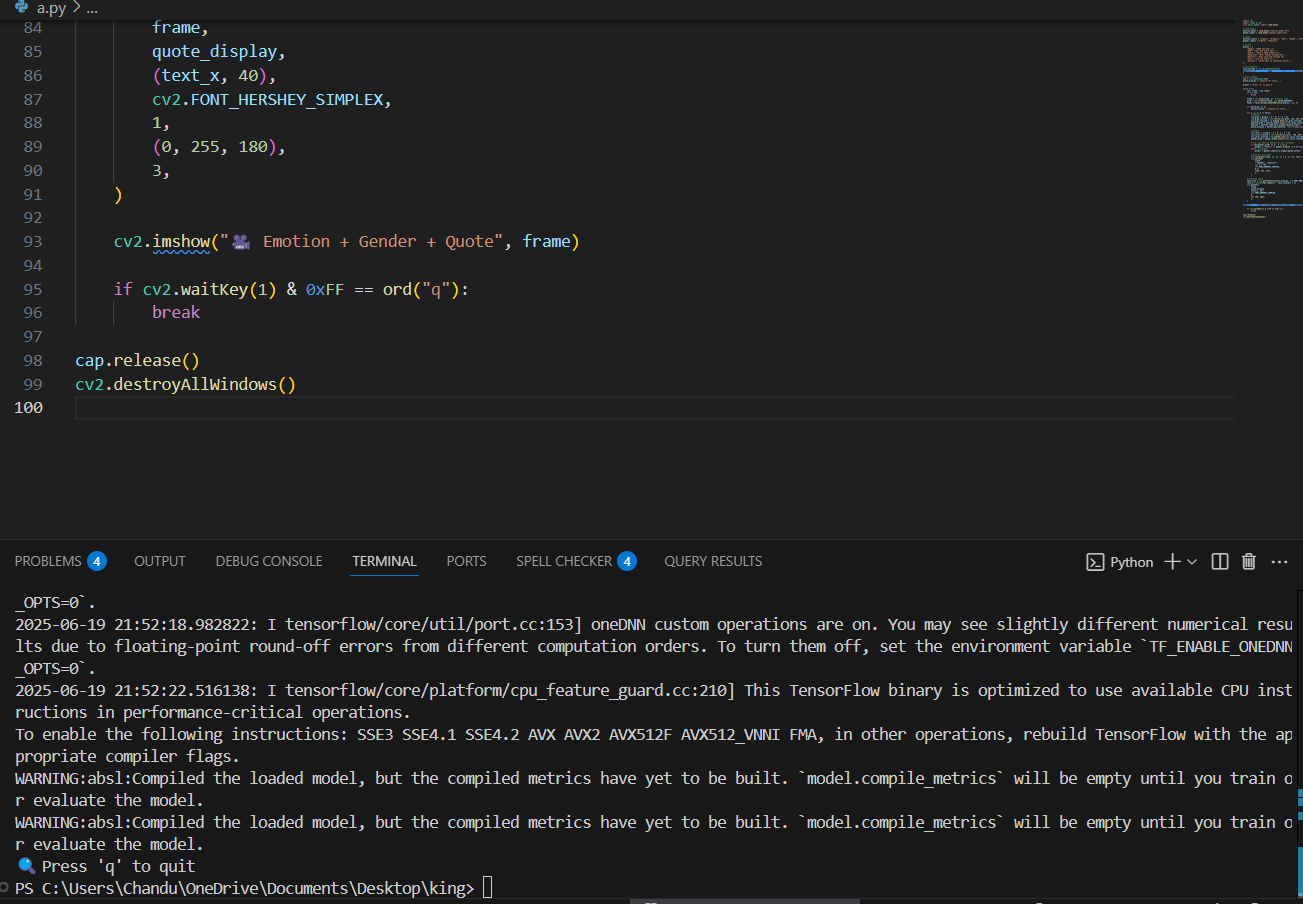 a.py > ...
84 frame,
85 quote_display,
86 (text_x, 40),
87 cv2.FONT_HERSHEY_SIMPLEX,
88 1,
89 (0, 255, 180),
90 3,
91 )
92
93 cv2.imshow("🎥 Emotion + Gender + Quote", frame)
94
95 if cv2.waitKey(1) & 0xFF == ord("q"):
96 break
97
98 cap.release()
99 cv2.destroyAllWindows()
100
PROBLEMS 4 OUTPUT DEBUG CONSOLE TERMINAL PORTS SPELL CHECKER 4 QUERY RESULTS Python
_OPTS=0`.
2025-06-19 21:52:18.982822: I tensorflow/core/util/port.cc:153] oneDNN custom operations are on. You may see slightly different numerical resu
lts due to floating-point round-off errors from different computation orders. To turn them off, set the environment variable `TF_ENABLE_ONEDNN
_OPTS=0`.
2025-06-19 21:52:22.516138: I tensorflow/core/platform/cpu_feature_guard.cc:210] This TensorFlow binary is optimized to use available CPU inst
ructions in performance-critical operations.
To enable the following instructions: SSE3 SSE4.1 SSE4.2 AVX AVX2 AVX512F AVX512_VNNI FMA, in other operations, rebuild TensorFlow with the ap
propriate compiler flags.
WARNING:absl:Compiled the loaded model, but the compiled metrics have yet to be built. `model.compile_metrics` will be empty until you train o
r evaluate the model.
WARNING:absl:Compiled the loaded model, but the compiled metrics have yet to be built. `model.compile_metrics` will be empty until you train o
r evaluate the model.
🔍 Press 'q' to quit
PS C:\Users\Chandu\OneDrive\Documents\Desktop\king>